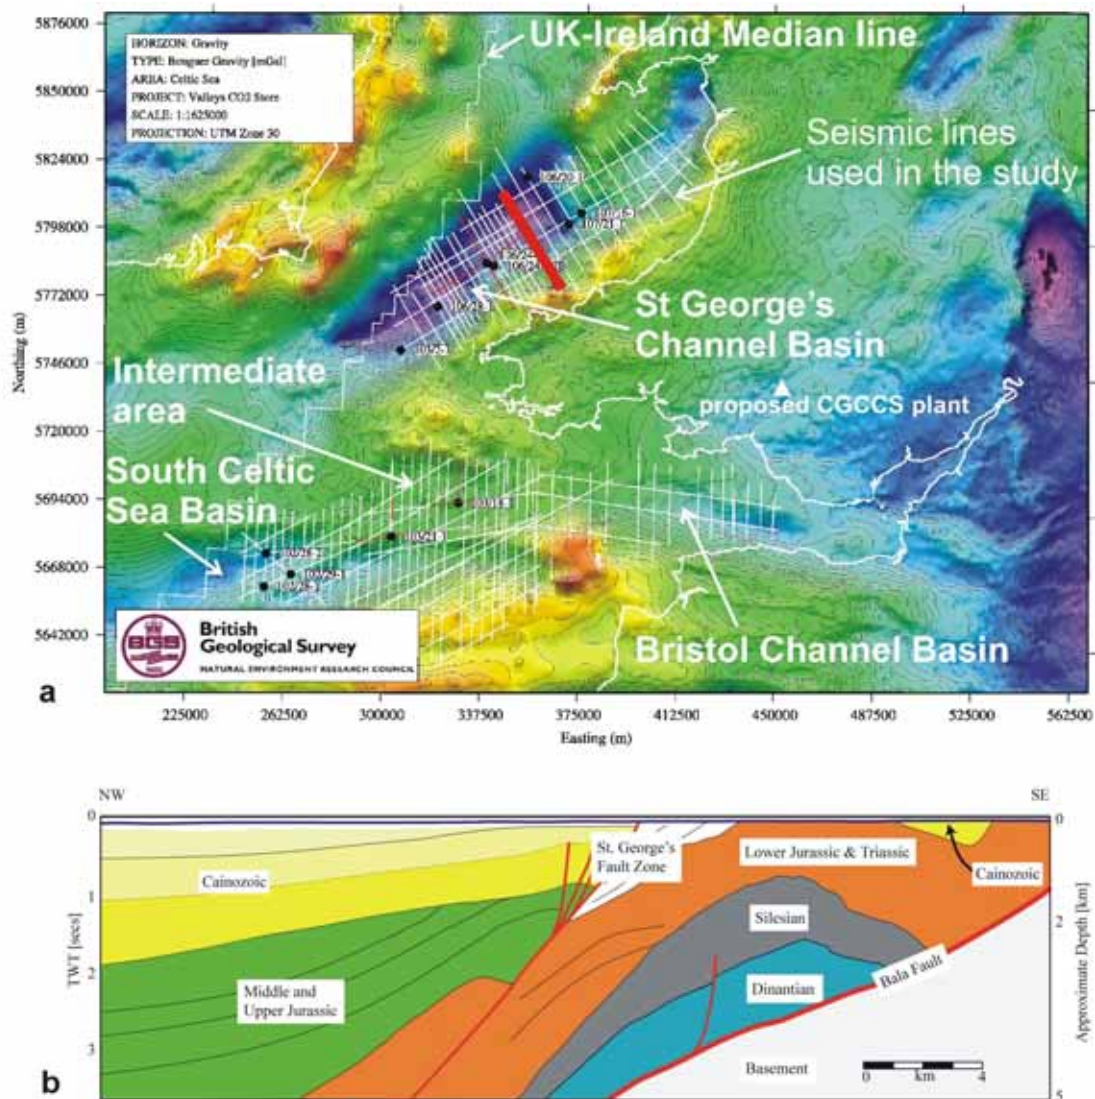 HORIZON: Gravity
TYPE: Bouguer Gravity [mGal]
AREA: Celtic Sea
PROJECT: Valleys CO2 Store
SCALE: 1:1625000
PROJECTION: UTM Zone 30
UK-Ireland Median line
Seismic lines
used in the study
St George's
Channel Basin
Intermediate
area
proposed CGCCS plant
South Celtic
Sea Basin
Bristol Channel Basin
BGS
British
Geological Survey
NATURAL ENVIRONMENT RESEARCH COUNCIL
Northing (m)
5876000
5850000
5824000
5798000
5772000
5746000
5720000
5694000
5668000
5642000
a
225000 262500 300000 337500 375000 412500 450000 487500 525000 562500
Easting (m)
NW SE
0 0
St. George's
Fault Zone
Lower Jurassic & Triassic
Cainozoic
Cainozoic
1
2
Silesian
TWT [secs]
Approximate Depth [km]
2
Bala Fault
Middle and
Upper Jurassic
Dinantian
3
Basement
0 km 4
5
b